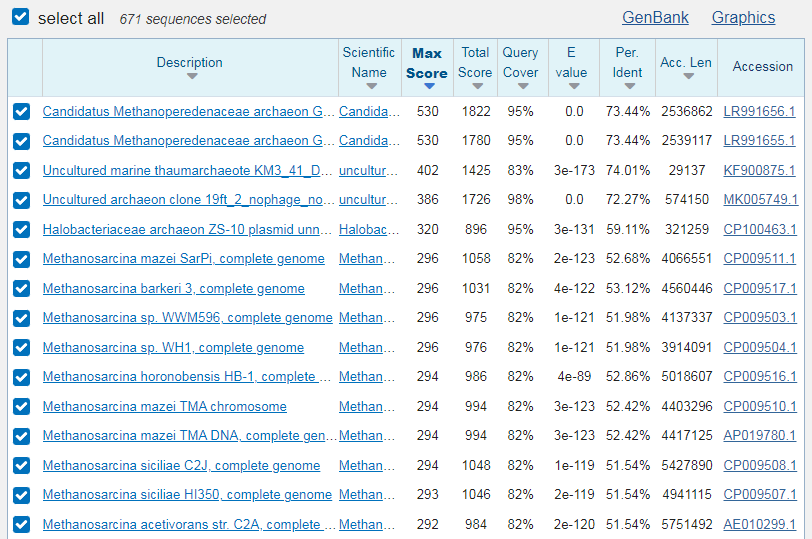 select all 671 sequences selected GenBank Graphics
Description Scientific Name Max Score Total Score Query Cover E value Per. Ident Acc. Len Accession
Candidatus Methanoperedenaceae archaeon G... Candida... 530 1822 95% 0.0 73.44% 2536862 LR991656.1
Candidatus Methanoperedenaceae archaeon G... Candida... 530 1780 95% 0.0 73.44% 2539117 LR991655.1
Uncultured marine thaumarchaeote KM3_41_D... uncultur... 402 1425 83% 3e-173 74.01% 29137 KF900875.1
Uncultured archaeon clone 19ft_2_nophage_no... uncultur... 386 1726 98% 0.0 72.27% 574150 MK005749.1
Halobacteriaceae archaeon ZS-10 plasmid unn... Halobac... 320 896 95% 3e-131 59.11% 321259 CP100463.1
Methanosarcina mazei SarPi, complete genome Methan... 296 1058 82% 2e-123 52.68% 4066551 CP009511.1
Methanosarcina barkeri 3, complete genome Methan... 296 1031 82% 4e-122 53.12% 4560446 CP009517.1
Methanosarcina sp. WWM596, complete genome Methan... 296 975 82% 1e-121 51.98% 4137337 CP009503.1
Methanosarcina sp. WH1, complete genome Methan... 296 976 82% 1e-121 51.98% 3914091 CP009504.1
Methanosarcina horonobensis HB-1, complete ... Methan... 294 986 82% 4e-89 52.86% 5018607 CP009516.1
Methanosarcina mazei TMA chromosome Methan... 294 994 82% 3e-123 52.42% 4403296 CP009510.1
Methanosarcina mazei TMA DNA, complete gen... Methan... 294 994 82% 3e-123 52.42% 4417125 AP019780.1
Methanosarcina siciliae C2J, complete genome Methan... 294 1048 82% 1e-119 51.54% 5427890 CP009508.1
Methanosarcina siciliae HI350, complete genome Methan... 293 1046 82% 2e-119 51.54% 4941115 CP009507.1
Methanosarcina acetivorans str. C2A, complete ... Methan... 292 984 82% 2e-120 51.54% 5751492 AE010299.1